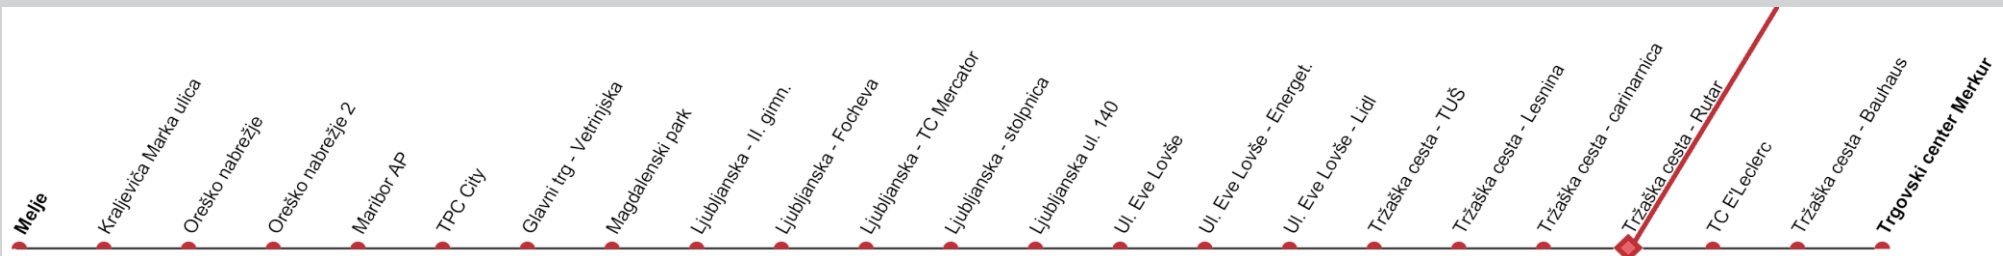 Melje
Kraljeviča Marka ulica
Oreško nabrežje
Oreško nabrežje 2
Maribor AP
TPC City
Glavni trg - Vetrinjska
Magdalenski park
Ljubljanska - II. gimn.
Ljubljanska - Focheva
Ljubljanska - TC Mercator
Ljubljanska - stolpnica
Ljubljanska ul. 140
Ul. Eve Lovše
Ul. Eve Lovše - Energet.
Ul. Eve Lovše - Lidl
Tržaška cesta - TUŠ
Tržaška cesta - Lesnina
Tržaška cesta - carinarnica
Tržaška cesta - Rutar
TC E'Leclerc
Tržaška cesta - Bauhaus
Trgovski center Merkur